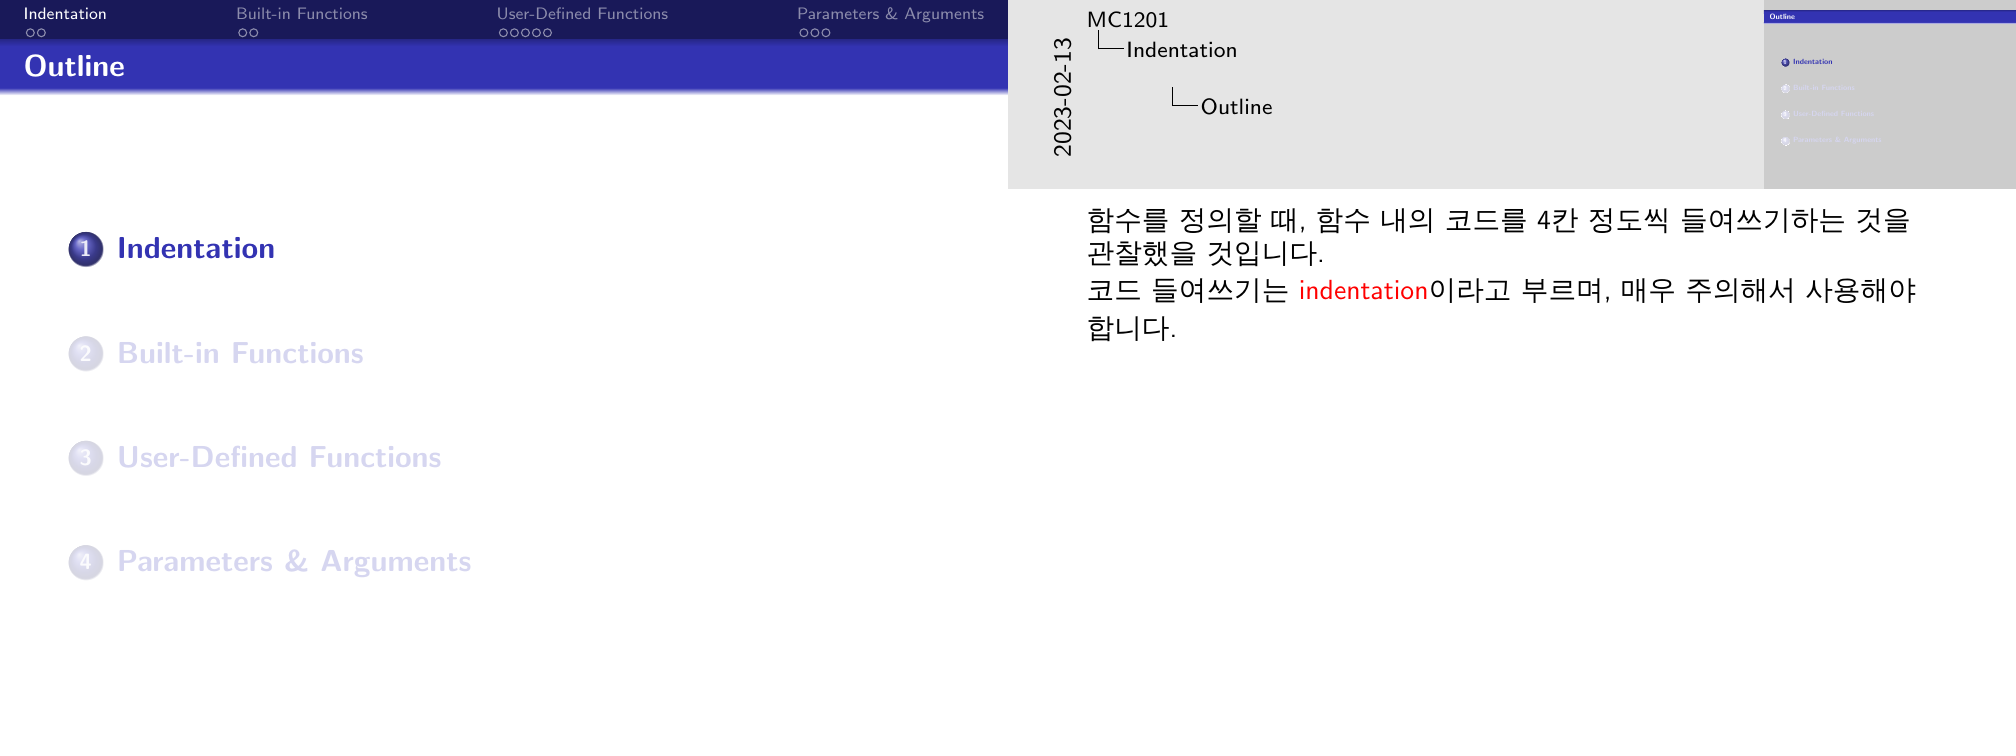 Indentation
Built-in Functions
User-Defined Functions
Parameters & Arguments
Outline
1 Indentation
2 Built-in Functions
3 User-Defined Functions
4 Parameters & Arguments
2023-02-13
MC1201
Indentation
Outline
Outline
Indentation
Built-in Functions
User-Defined Functions
Parameters & Arguments
함수를 정의할 때, 함수 내의 코드를 4칸 정도씩 들여쓰기하는 것을
관찰했을 것입니다.
코드 들여쓰기는 indentation이라고 부르며, 매우 주의해서 사용해야
합니다.